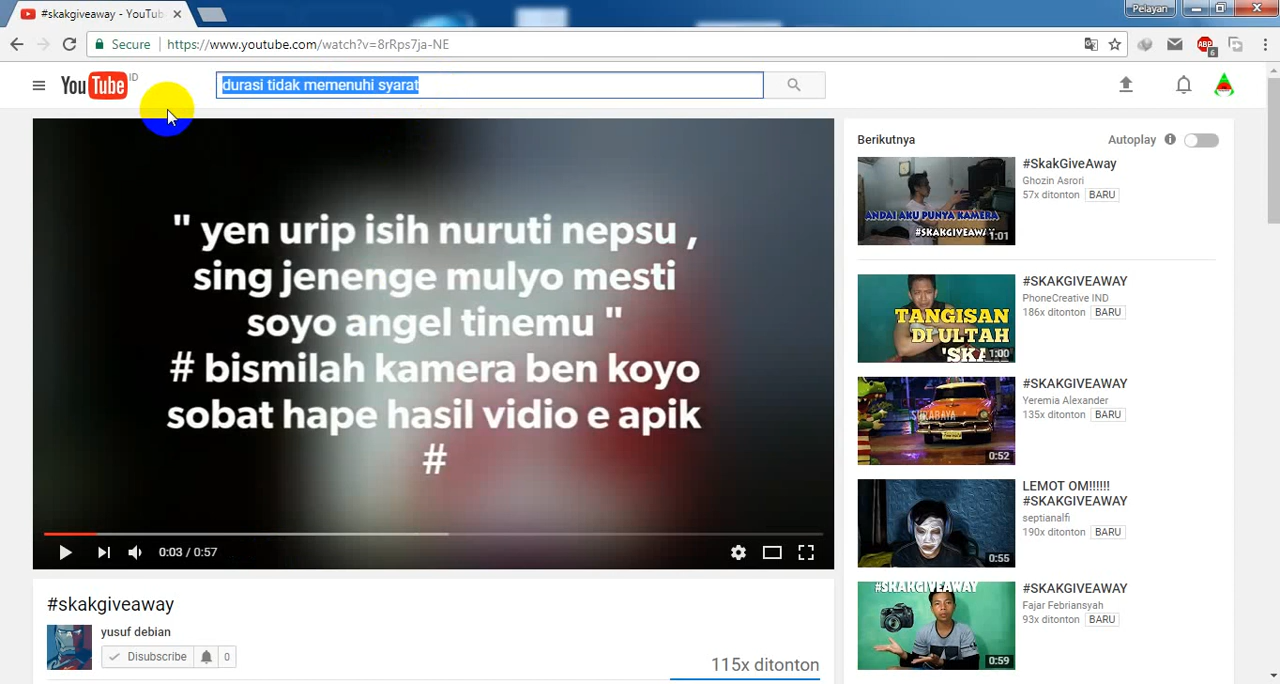 #skakgiveaway - YouTub
Pelayan
Secure
https://www.youtube.com/watch?v=8rRps7ja-NE
ABP
6
YouTube ID
durasi tidak memenuhi syarat
" yen urip isih nuruti nepsu ,
sing jenenge mulyo mesti
soyo angel tinemu "
# bismilah kamera ben koyo
sobat hape hasil vidio e apik
#
0:03 / 0:57
#skakgiveaway
yusuf debian
Disubscribe
0
115x ditonton
Berikutnya
Autoplay
ANDAI AKU PUNYA KAMERA
#SKAKGIVEAWAY
1:01
#SkakGiveAway
Ghozin Asrori
57x ditonton BARU
TANGISAN
DI ULTAH
'SKA
1:00
#SKAKGIVEAWAY
PhoneCreative IND
186x ditonton BARU
SURABAYA
0:52
#SKAKGIVEAWAY
Yeremia Alexander
135x ditonton BARU
0:55
LEMOT OM!!!!!!
#SKAKGIVEAWAY
septianalfi
190x ditonton BARU
#SKAKGIVEAWAY
0:59
#SKAKGIVEAWAY
Fajar Febriansyah
93x ditonton BARU